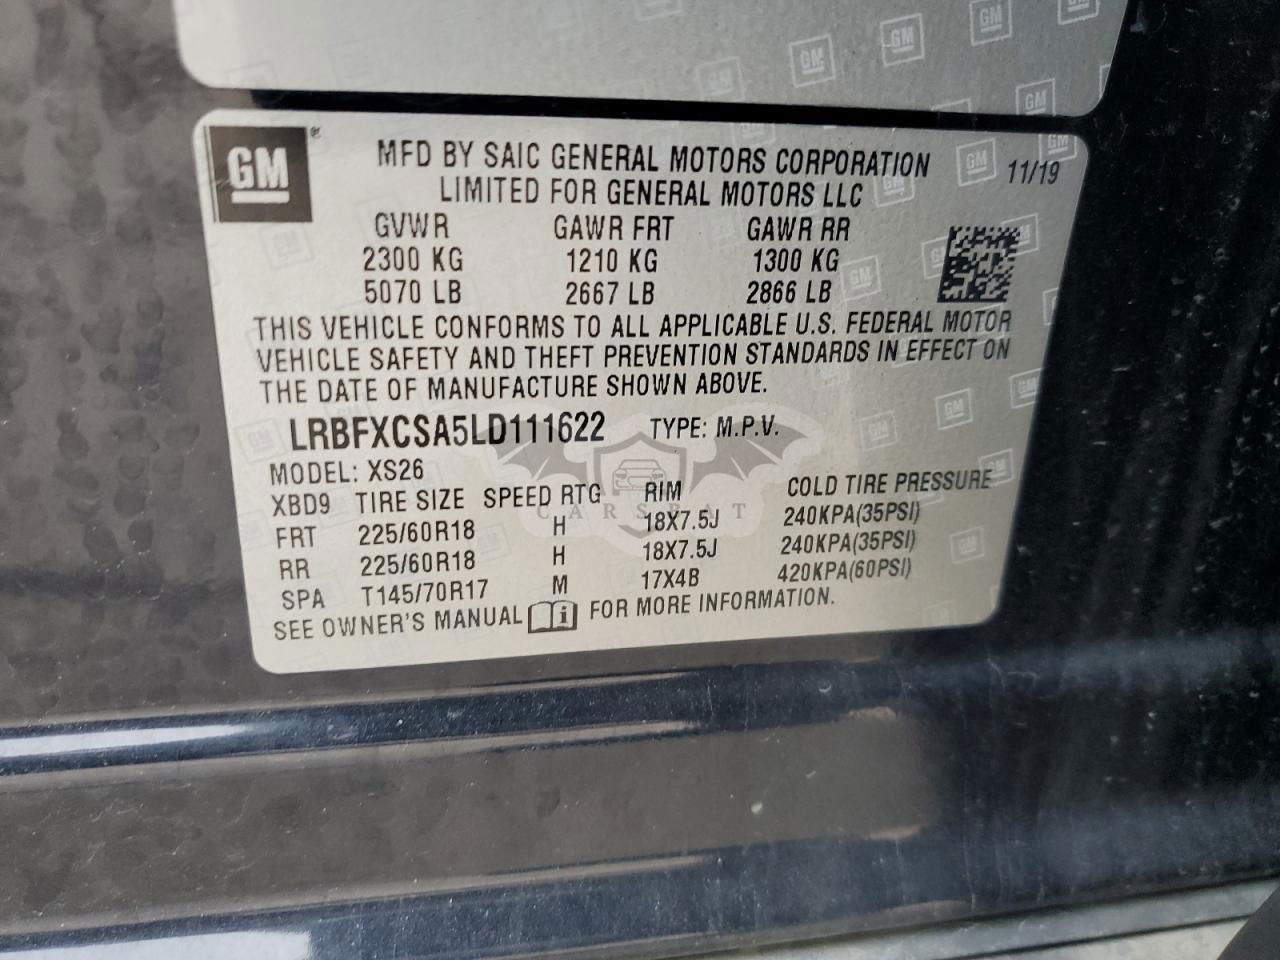 GM
MFD BY SAIC GENERAL MOTORS CORPORATION 11/19
LIMITED FOR GENERAL MOTORS LLC
GVWR GAWR FRT GAWR RR
2300 KG 1210 KG 1300 KG
5070 LB 2667 LB 2866 LB
THIS VEHICLE CONFORMS TO ALL APPLICABLE U.S. FEDERAL MOTOR
VEHICLE SAFETY AND THEFT PREVENTION STANDARDS IN EFFECT ON
THE DATE OF MANUFACTURE SHOWN ABOVE.
LRBFXCSA5LD111622 TYPE: M.P.V.
MODEL: XS26
XBD9 TIRE SIZE SPEED RTG RIM COLD TIRE PRESSURE
CARSBAT
FRT 225/60R18 H 18X7.5J 240KPA(35PSI)
RR 225/60R18 H 18X7.5J 240KPA(35PSI)
SPA T145/70R17 M 17X4B 420KPA(60PSI)
SEE OWNER'S MANUAL i FOR MORE INFORMATION.